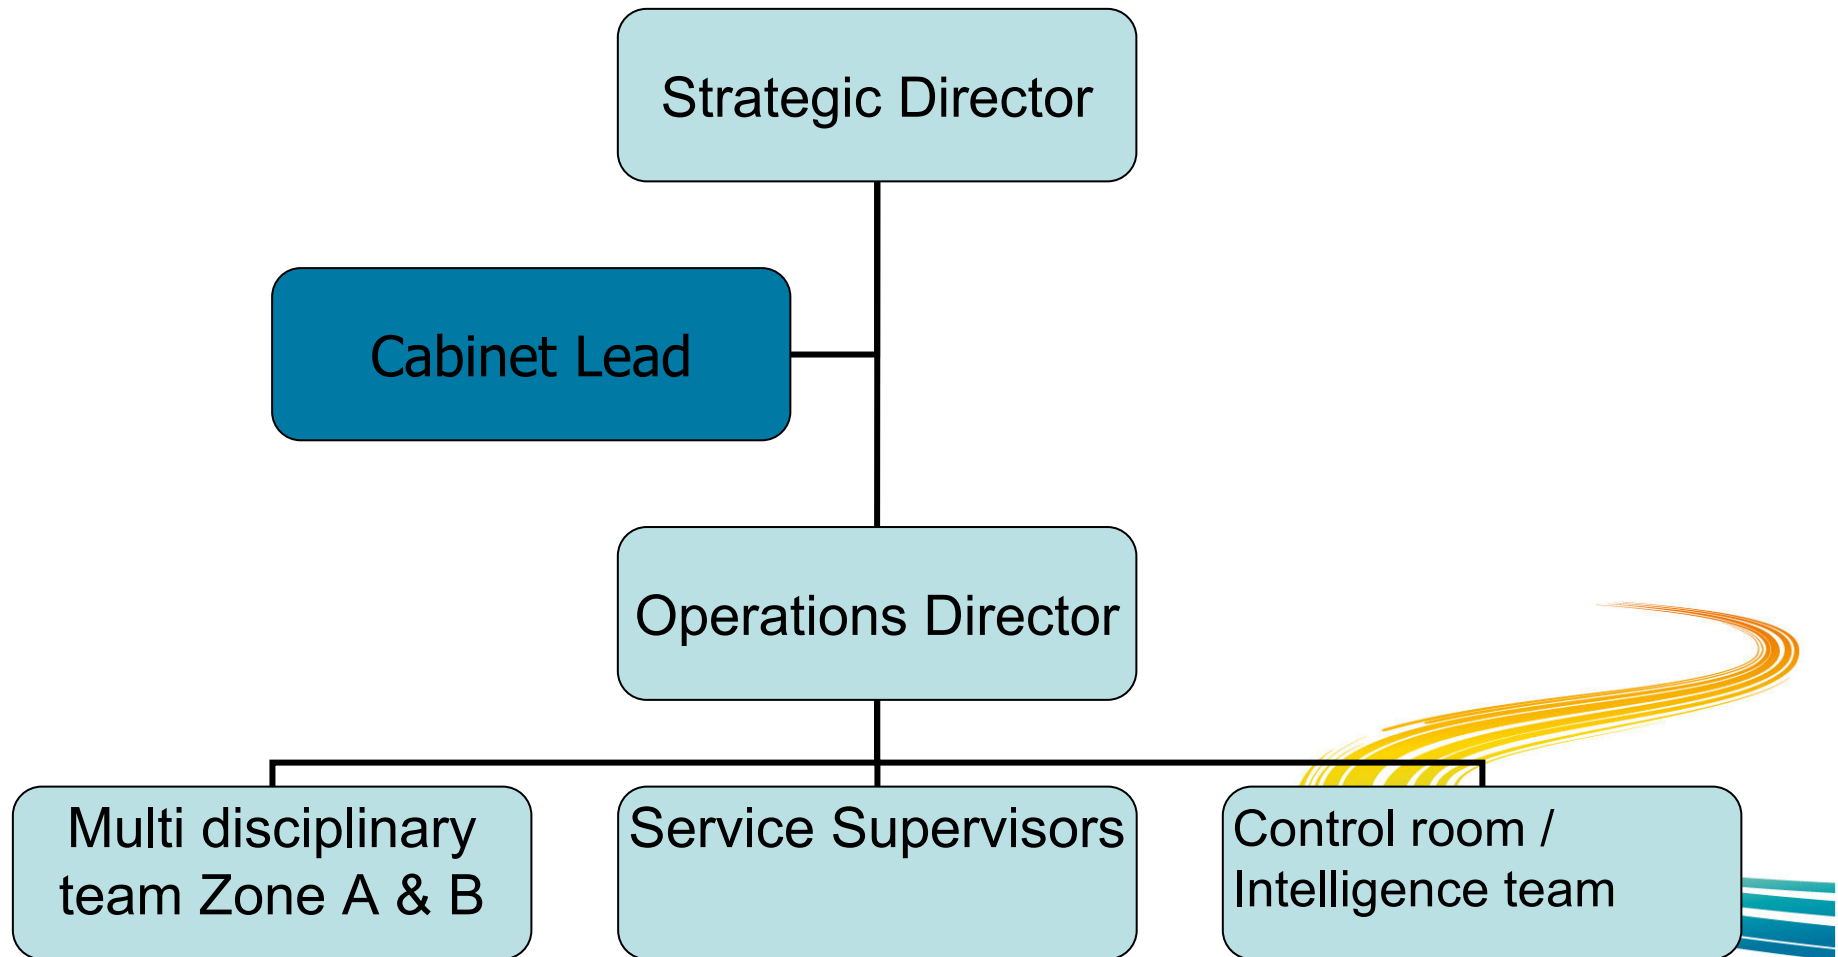 Strategic Director
Cabinet Lead
Operations Director
Multi disciplinary
team Zone A & B
Service Supervisors
Control room /
Intelligence team